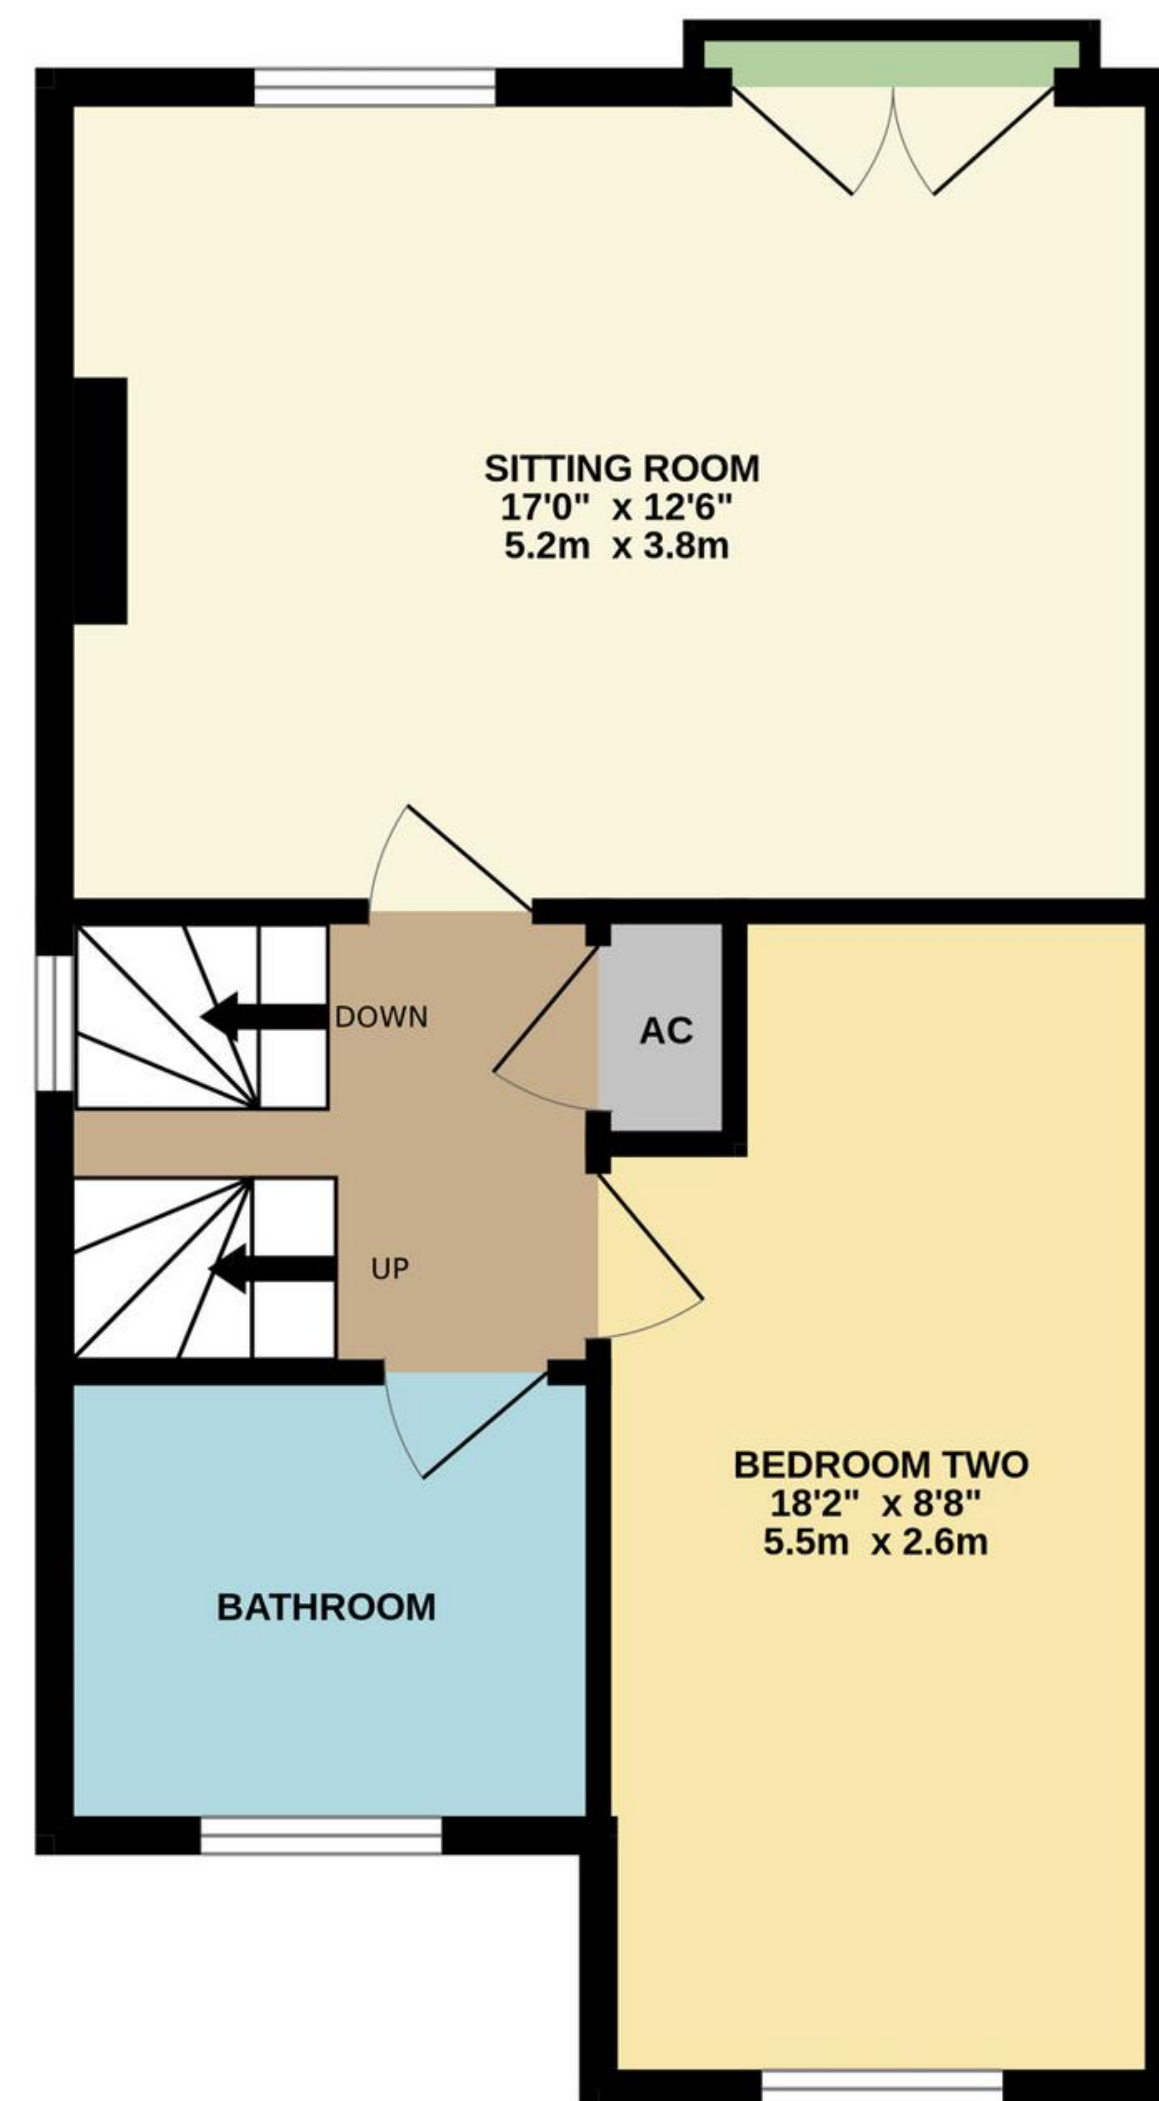 SITTING ROOM
17'0" x 12'6"
5.2m x 3.8m
DOWN
AC
UP
BEDROOM TWO
18'2" x 8'8"
5.5m x 2.6m
BATHROOM